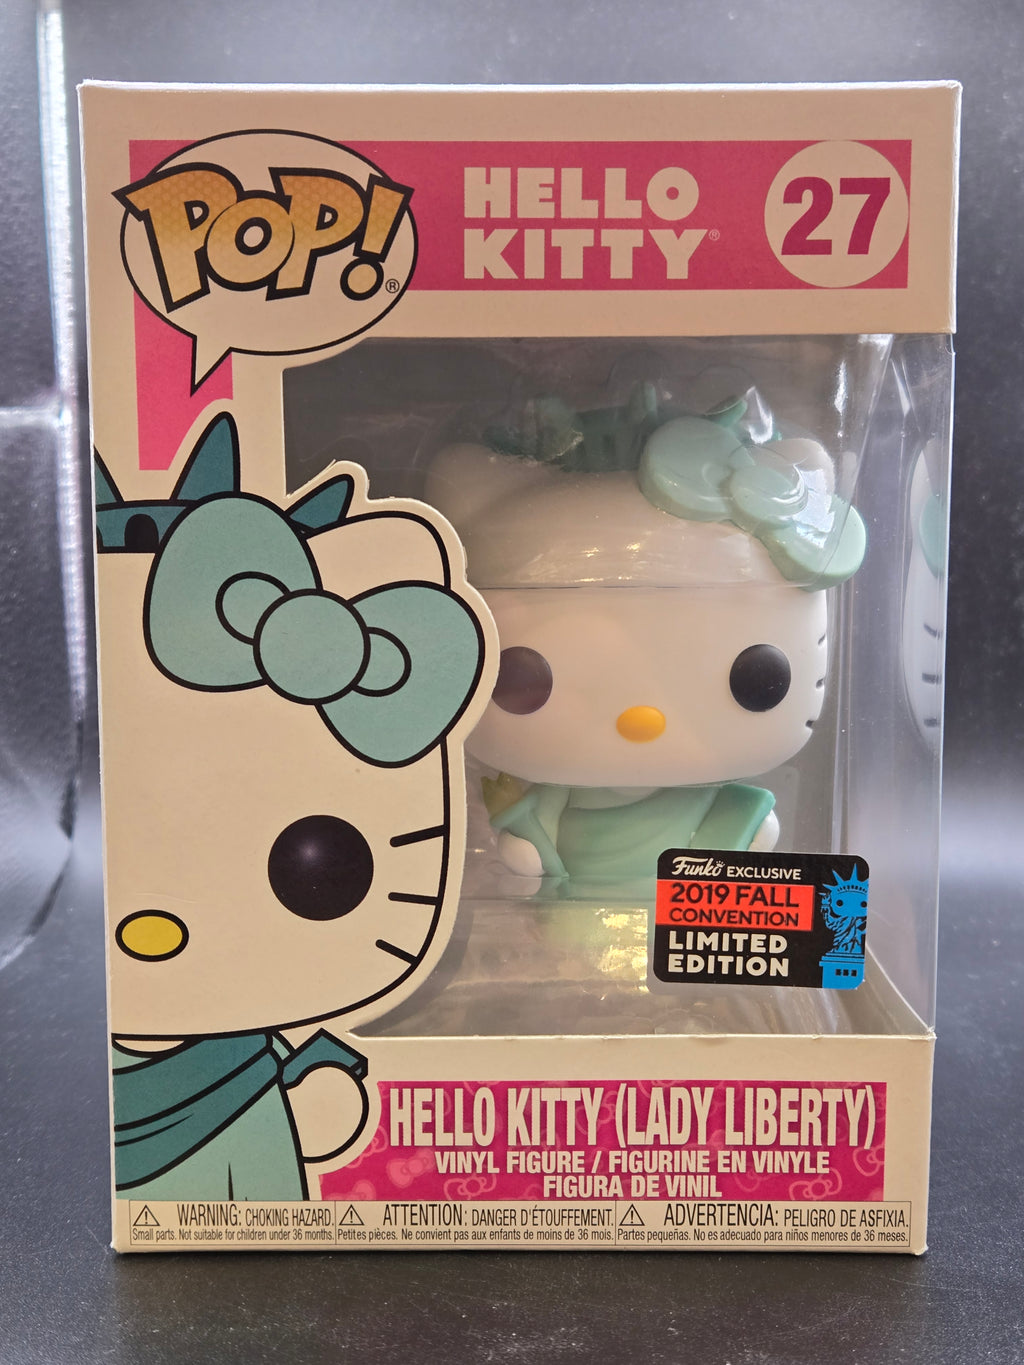 POP!®
HELLO
KITTY®
27
Funko EXCLUSIVE
2019 FALL
CONVENTION
LIMITED
EDITION
HELLO KITTY (LADY LIBERTY)
VINYL FIGURE / FIGURINE EN VINYLE
FIGURA DE VINIL
WARNING: CHOKING HAZARD.
Small parts. Not suitable for children under 36 months.
ATTENTION: DANGER D'ÉTOUFFEMENT.
Petites pièces. Ne convient pas aux enfants de moins de 36 mois.
ADVERTENCIA: PELIGRO DE ASFIXIA.
Partes pequeñas. No es adecuado para niños menores de 36 meses.